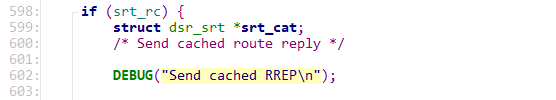 598: if (srt_rc) {
599: struct dsr_srt *srt_cat;
600: /* Send cached route reply */
601:
602: DEBUG("Send cached RREP\n");
603: